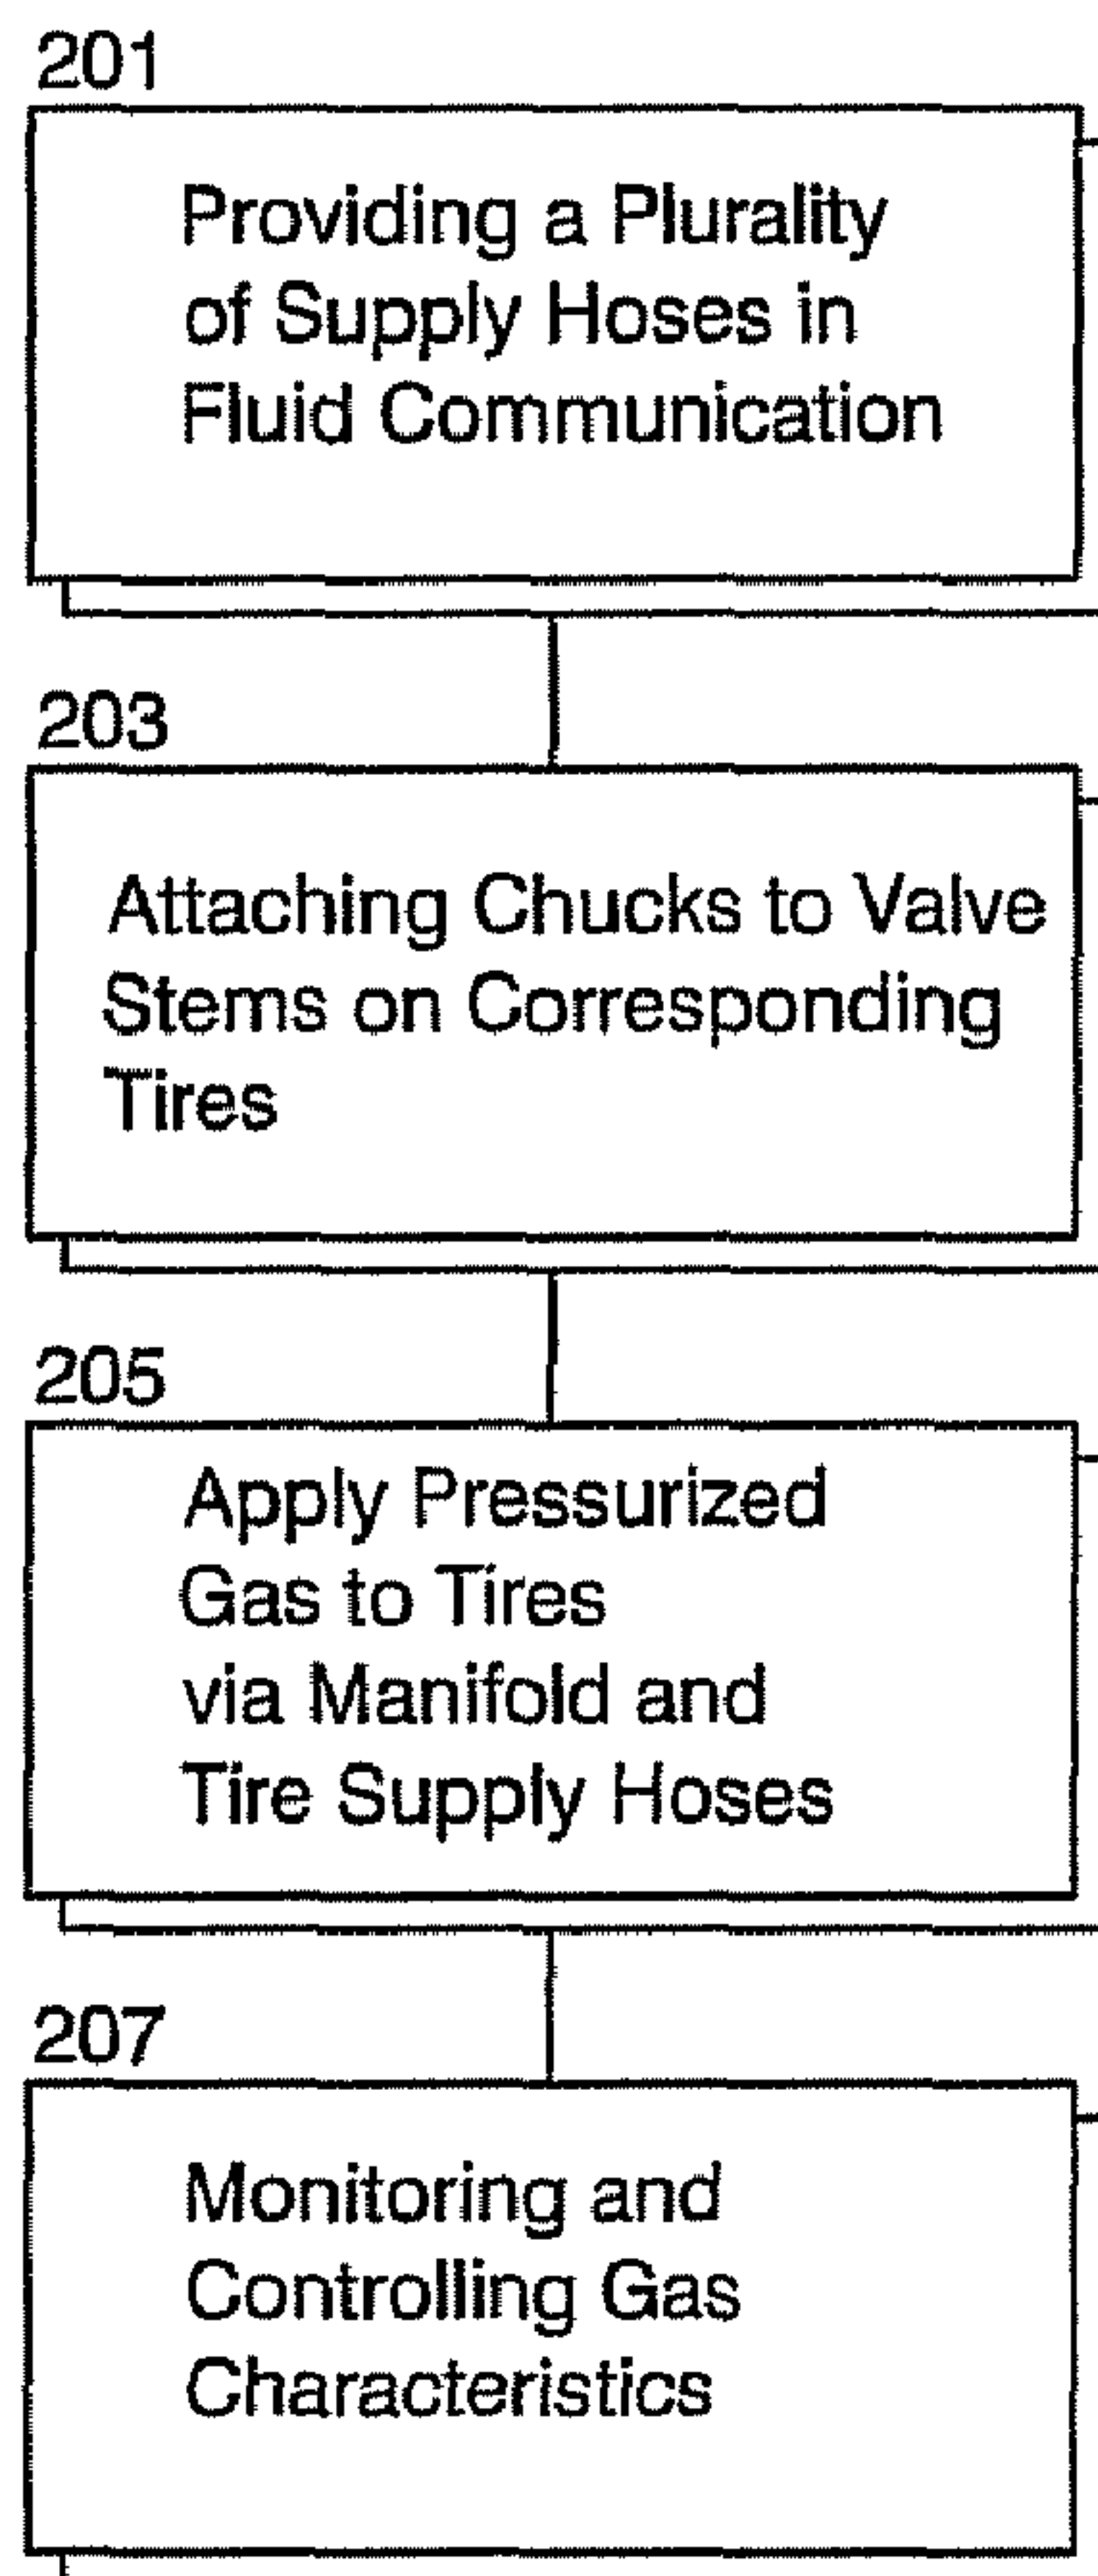 201
Providing a Plurality
of Supply Hoses in
Fluid Communication
203
Attaching Chucks to Valve
Stems on Corresponding
Tires
205
Apply Pressurized
Gas to Tires
via Manifold and
Tire Supply Hoses
207
Monitoring and
Controlling Gas
Characteristics